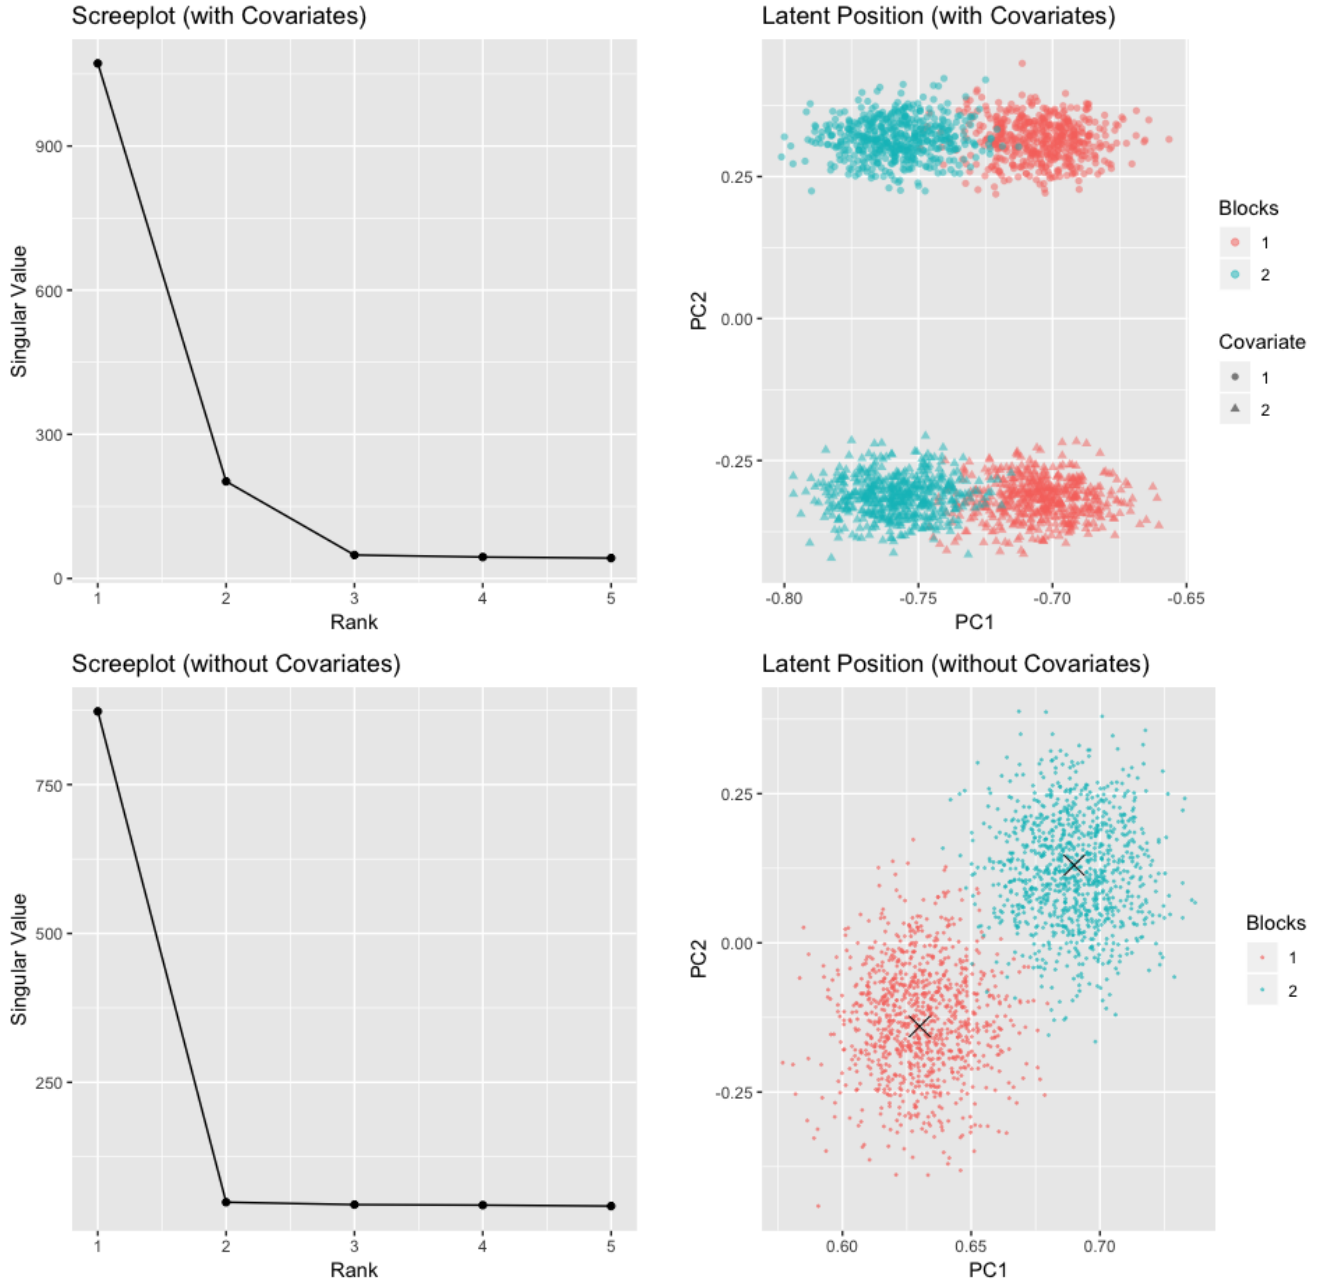 Screeplot (with Covariates)
Singular Value
900
600
300
0
1 2 3 4 5
Rank
Latent Position (with Covariates)
PC2
0.25
0.00
-0.25
-0.80 -0.75 -0.70 -0.65
PC1
Blocks
1
2
Covariate
1
2
Screeplot (without Covariates)
Singular Value
750
500
250
1 2 3 4 5
Rank
Latent Position (without Covariates)
PC2
0.25
0.00
-0.25
0.60 0.65 0.70
PC1
Blocks
1
2